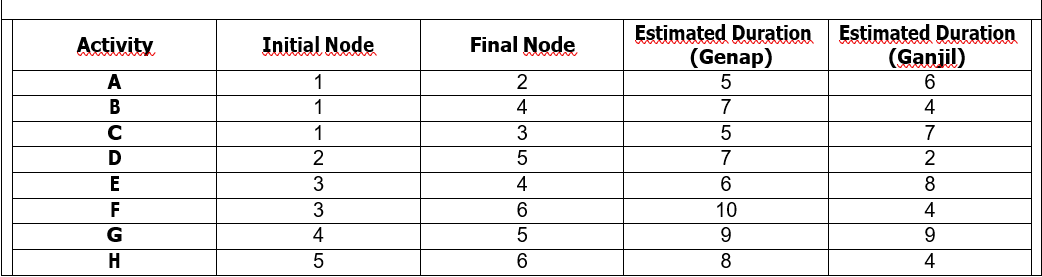 Activity Initial Node Final Node Estimated Duration (Genap) Estimated Duration (Ganjil)
A 1 2 5 6
B 1 4 7 4
C 1 3 5 7
D 2 5 7 2
E 3 4 6 8
F 3 6 10 4
G 4 5 9 9
H 5 6 8 4